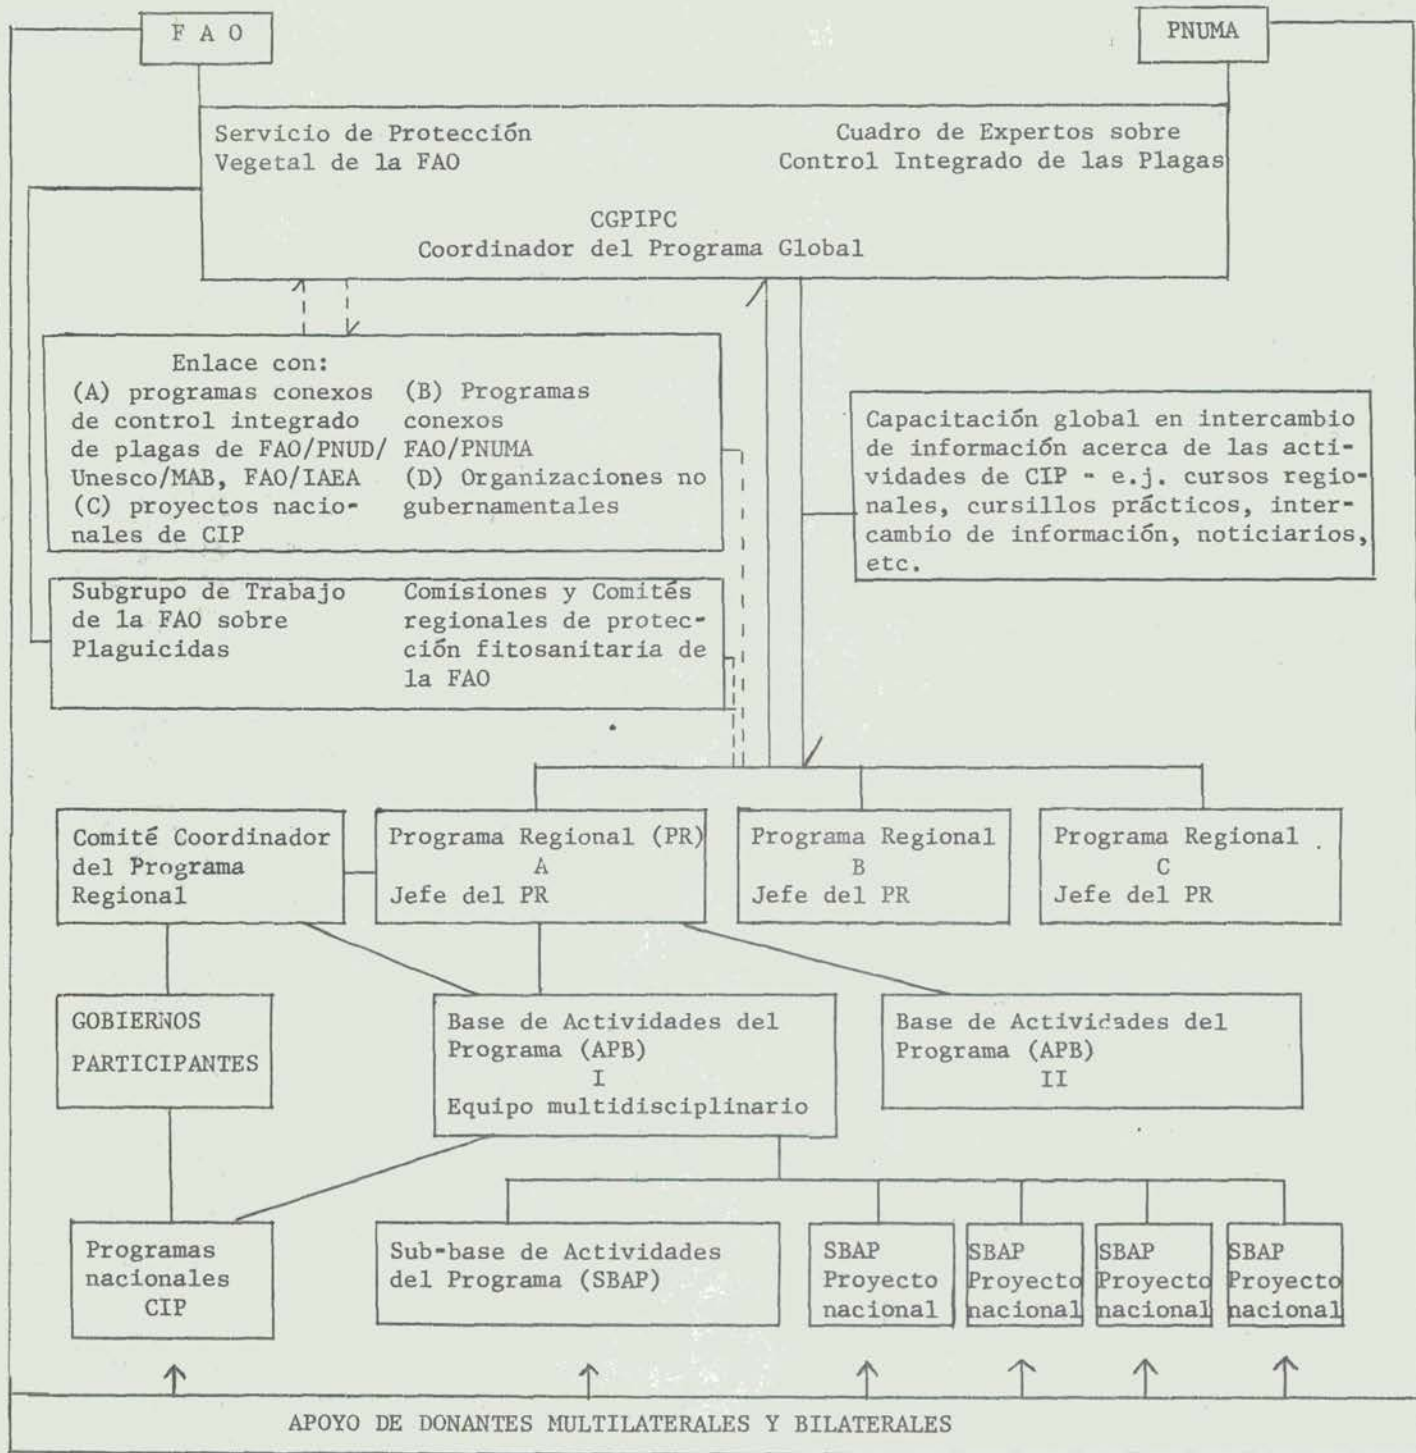 F A O
PNUMA
Servicio de Protección
Vegetal de la FAO
Cuadro de Expertos sobre
Control Integrado de las Plagas
CGPIPC
Coordinador del Programa Global
Enlace con:
(A) programas conexos
de control integrado
de plagas de FAO/PNUD/
Unesco/MAB, FAO/IAEA
(C) proyectos nacio-
nales de CIP
(B) Programas
conexos
FAO/PNUMA
(D) Organizaciones no
gubernamentales
Capacitación global en intercambio
de información acerca de las acti-
vidades de CIP - e.j. cursos regio-
nales, cursillos prácticos, inter-
cambio de información, noticiarios,
etc.
Subgrupo de Trabajo
de la FAO sobre
Plaguicidas
Comisiones y Comités
regionales de protec-
ción fitosanitaria de
la FAO
Comité Coordinador
del Programa
Regional
Programa Regional (PR)
A
Jefe del PR
Programa Regional
B
Jefe del PR
Programa Regional
C
Jefe del PR
GOBIERNOS
PARTICIPANTES
Base de Actividades del
Programa (APB)
I
Equipo multidisciplinario
Base de Actividades del
Programa (APB)
II
Programas
nacionales
CIP
Sub-base de Actividades
del Programa (SBAP)
SBAP
Proyecto
nacional
SBAP
Proyecto
nacional
SBAP
Proyecto
nacional
SBAP
Proyecto
nacional
APOYO DE DONANTES MULTILATERALES Y BILATERALES